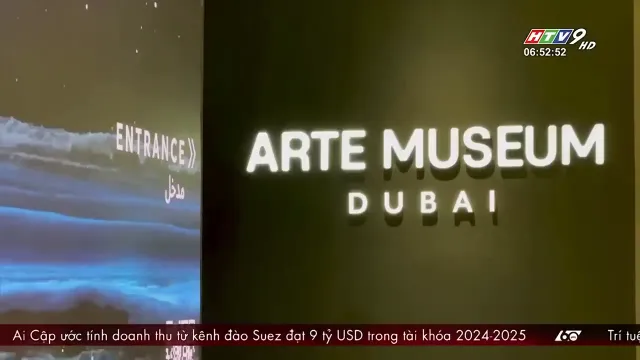 HTV9 HD
06:52:52
ENTRANCE》
مدخل
ARTE MUSEUM
DUBAI
Ai Cập ước tính doanh thu từ kênh đào Suez đạt 9 tỷ USD trong tài khóa 2024-2025 60 Trí tuệ